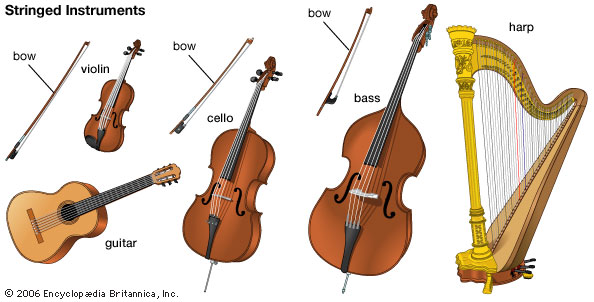 Stringed Instruments
bow
violin
bow
cello
bow
bass
harp
guitar
© 2006 Encyclopædia Britannica, Inc.